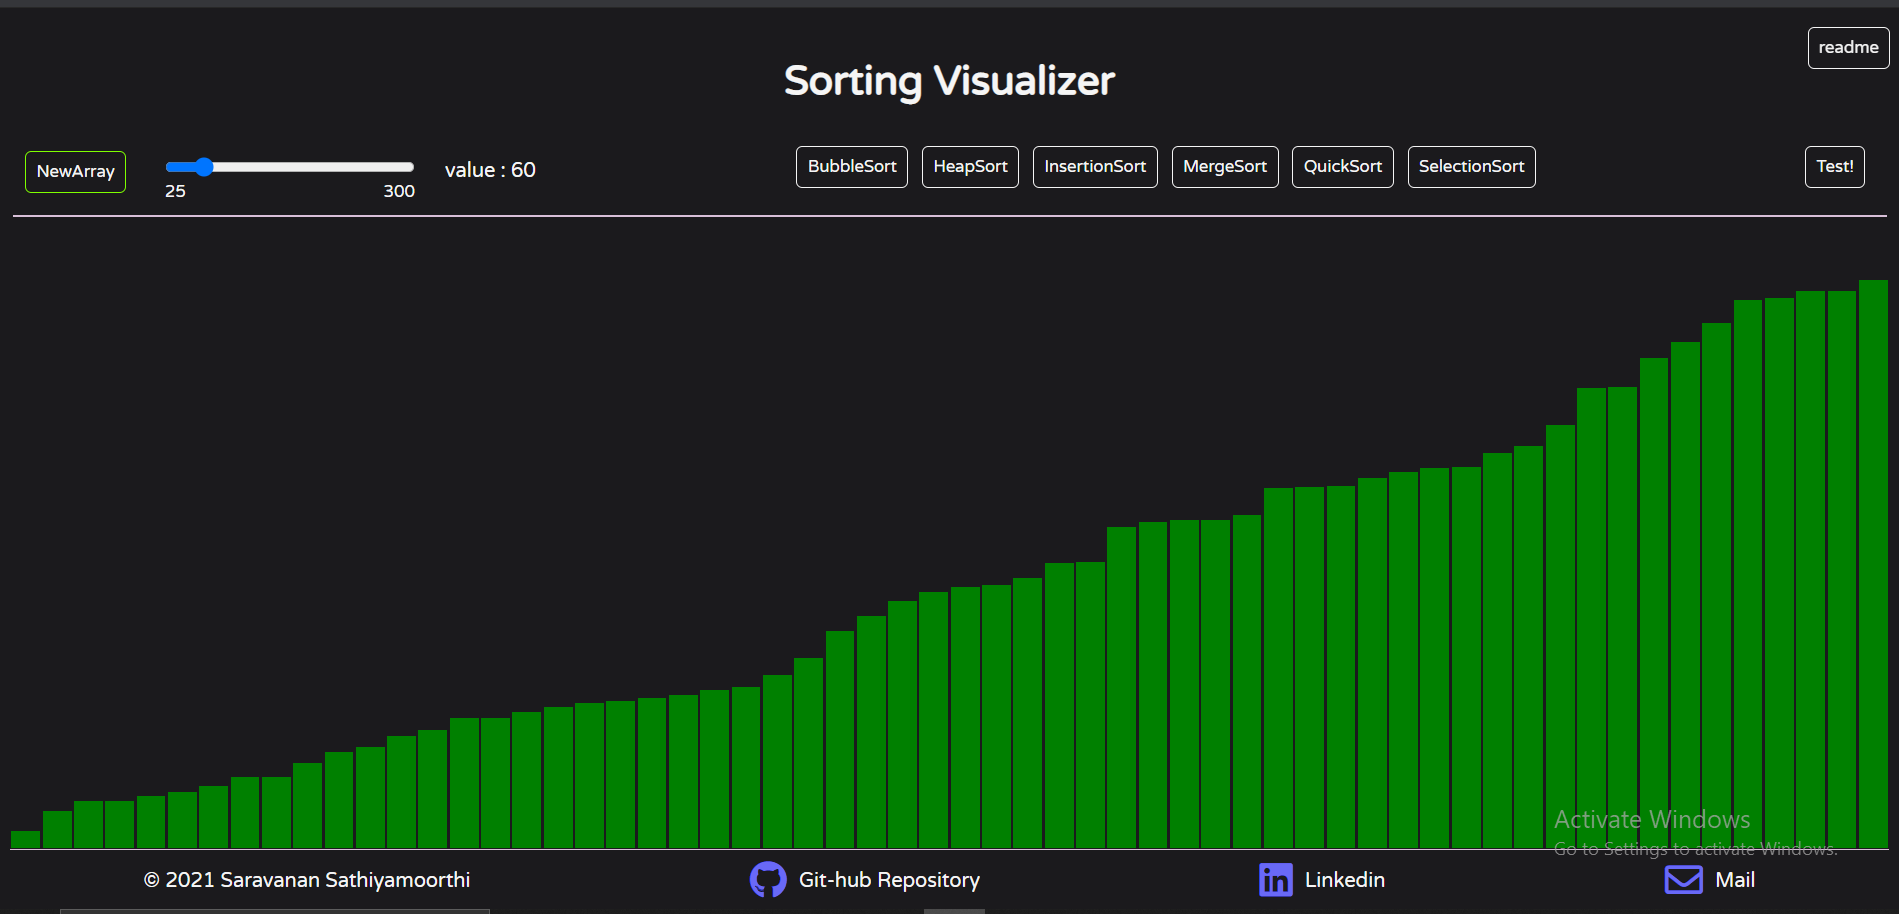 readme
Sorting Visualizer
NewArray
25 300
value : 60
BubbleSort HeapSort InsertionSort MergeSort QuickSort SelectionSort
Test!
Activate Windows
Go to Settings to activate Windows.
© 2021 Saravanan Sathiyamoorthi Git-hub Repository Linkedin Mail